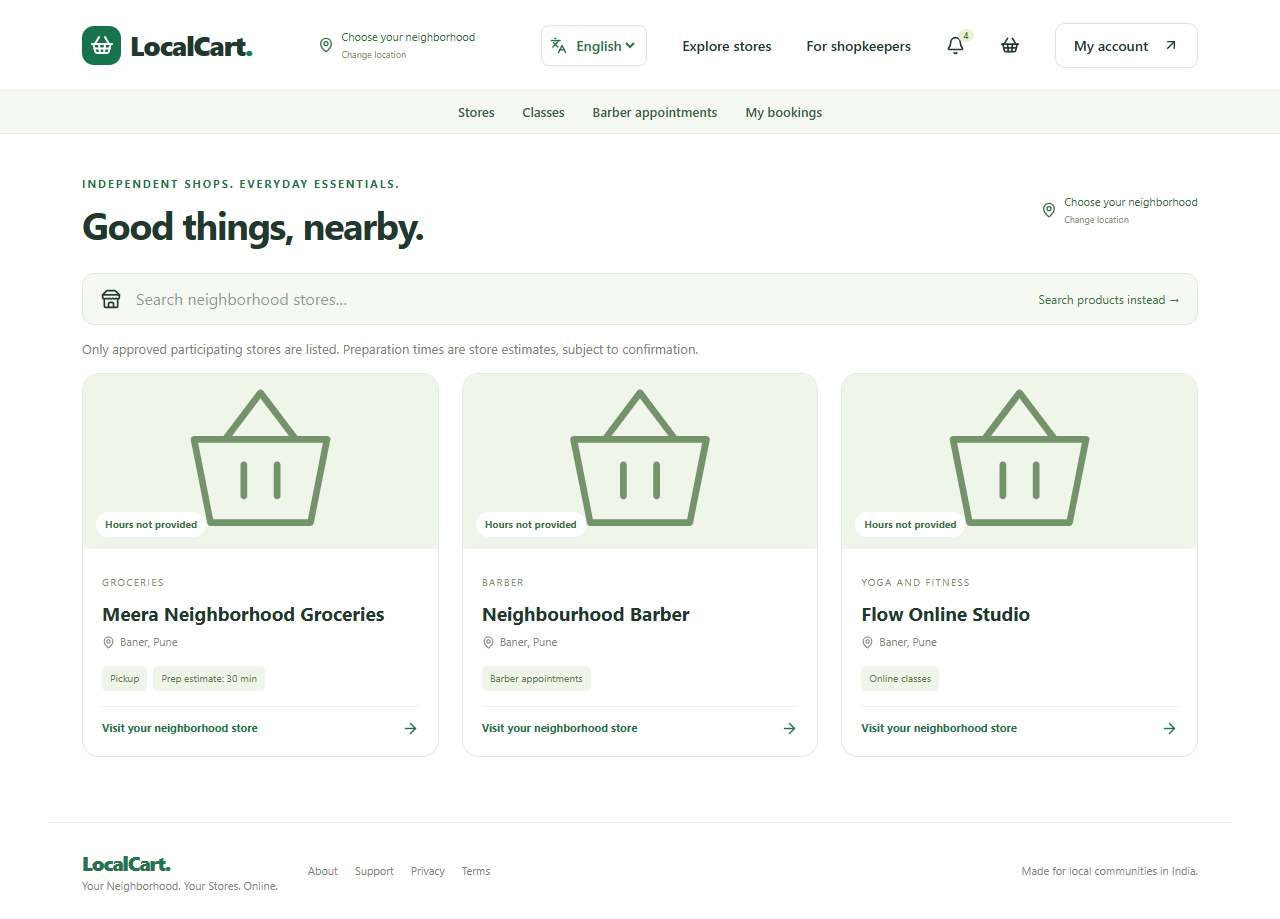 LocalCart.
Choose your neighborhood
Change location
English
Explore stores
For shopkeepers
4
My account
Stores
Classes
Barber appointments
My bookings
INDEPENDENT SHOPS. EVERYDAY ESSENTIALS.
Good things, nearby.
Choose your neighborhood
Change location
Search neighborhood stores...
Search products instead →
Only approved participating stores are listed. Preparation times are store estimates, subject to confirmation.
Hours not provided
GROCERIES
Meera Neighborhood Groceries
Baner, Pune
Pickup
Prep estimate: 30 min
Visit your neighborhood store
Hours not provided
BARBER
Neighbourhood Barber
Baner, Pune
Barber appointments
Visit your neighborhood store
Hours not provided
YOGA AND FITNESS
Flow Online Studio
Baner, Pune
Online classes
Visit your neighborhood store
LocalCart.
Your Neighborhood. Your Stores. Online.
About
Support
Privacy
Terms
Made for local communities in India.